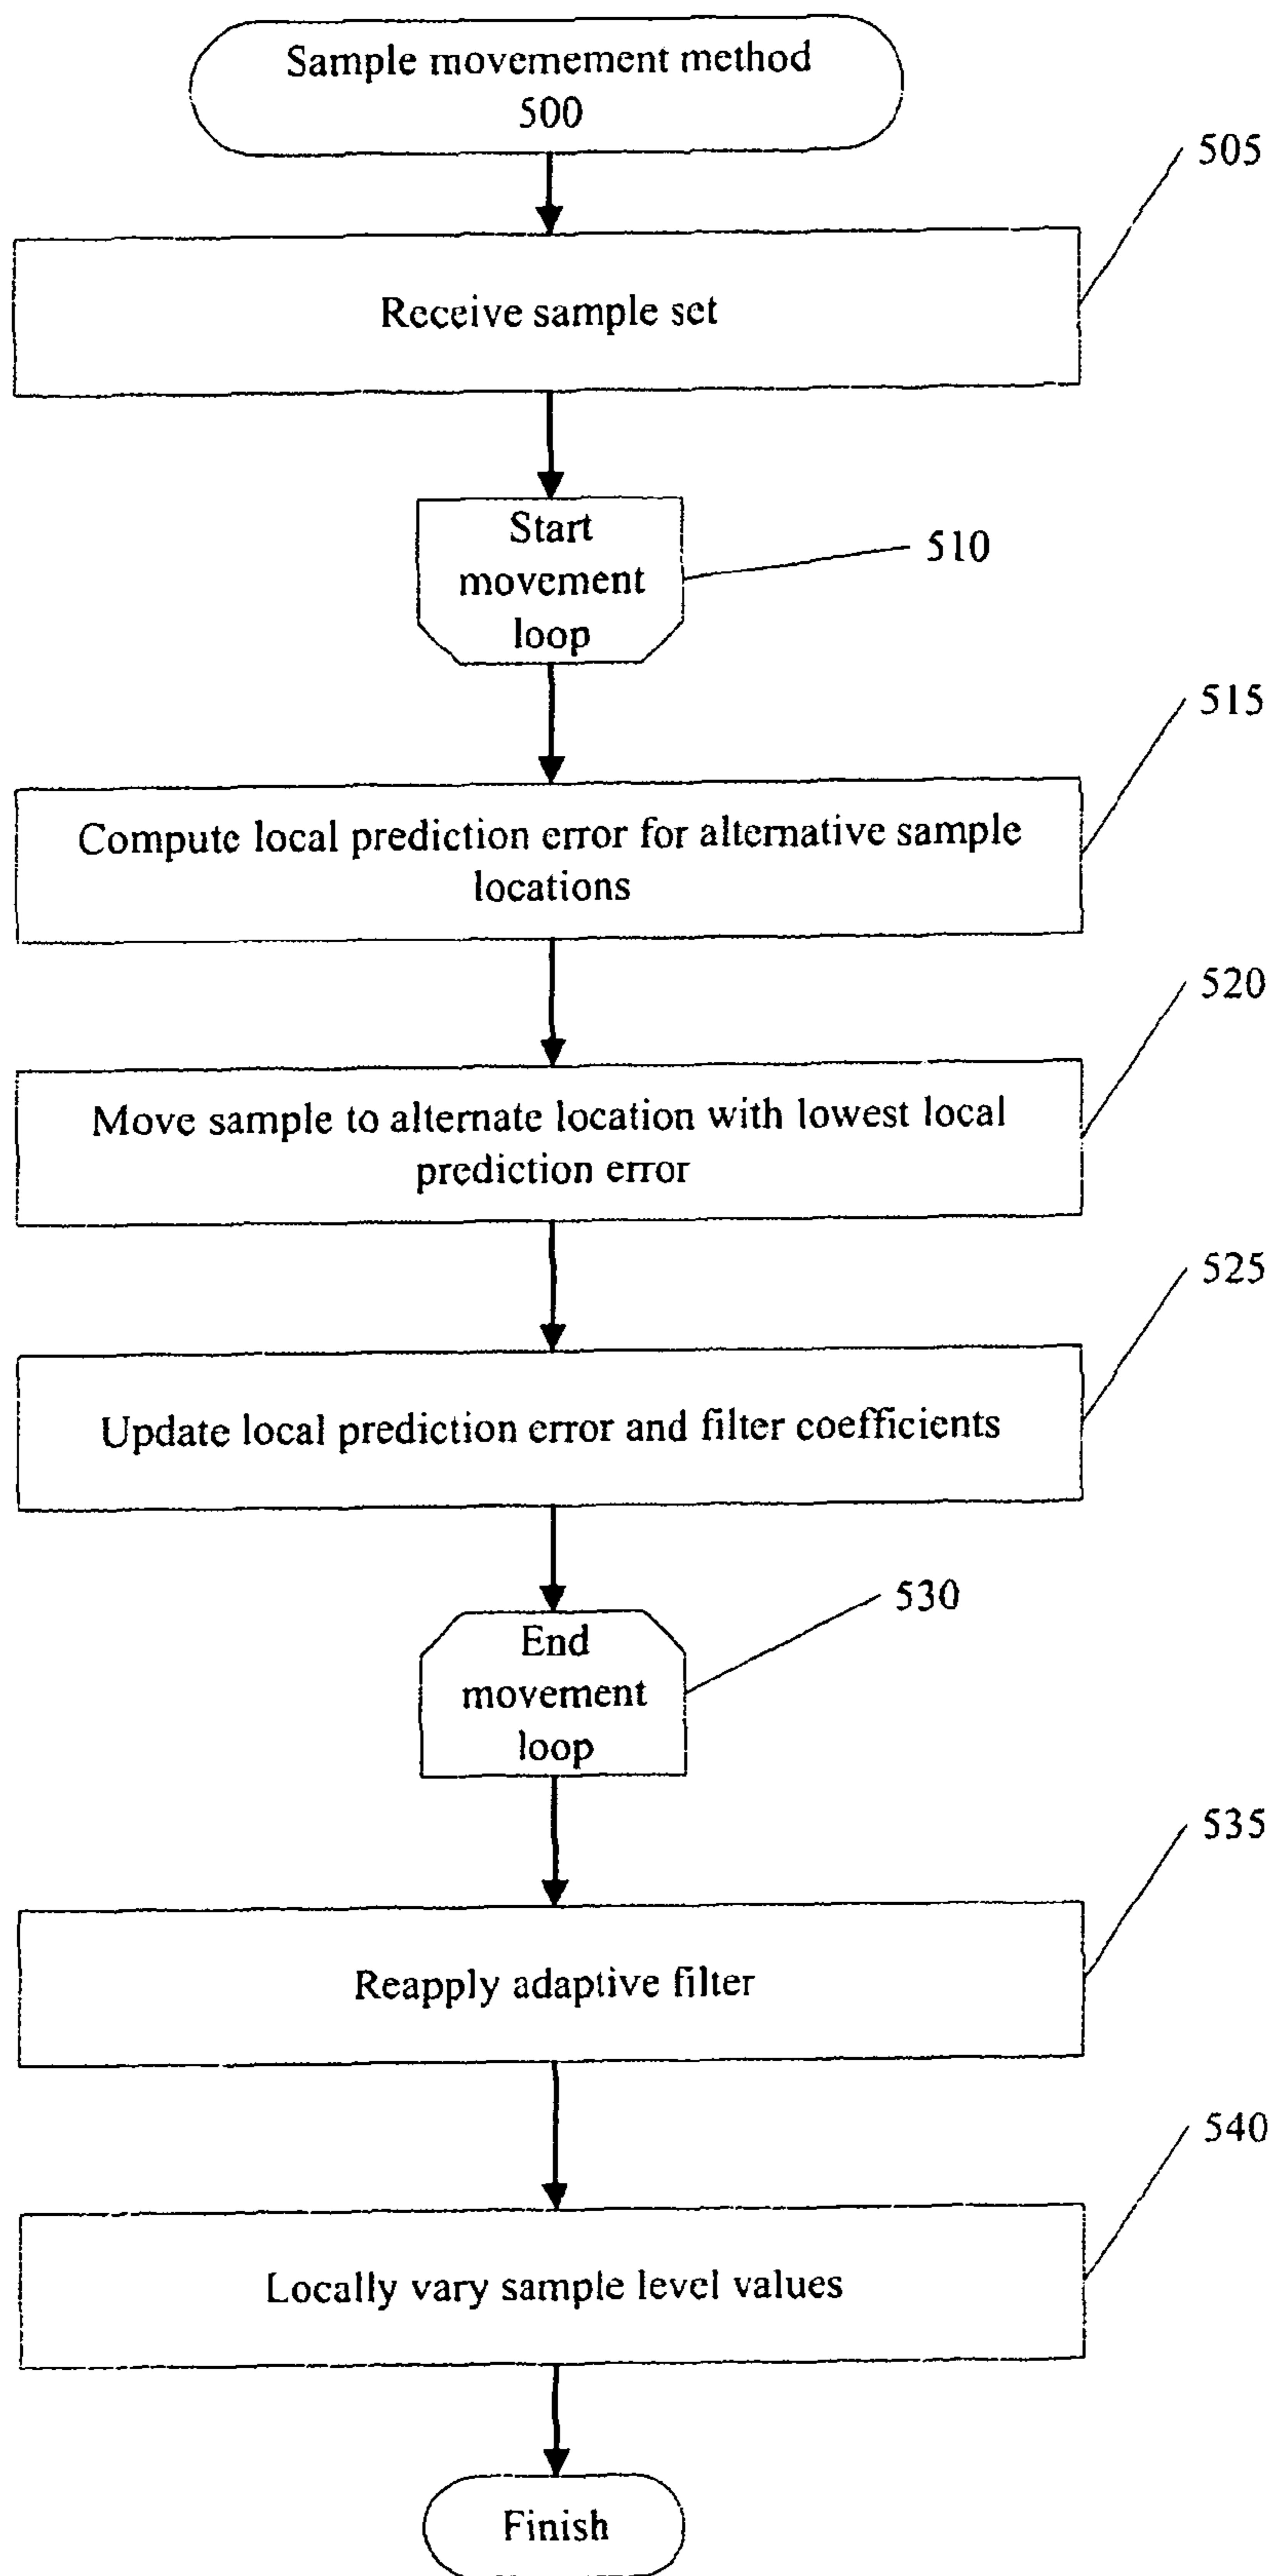 Sample movemement method
500
505
Receive sample set
Start
movement
loop
510
515
Compute local prediction error for alternative sample
locations
520
Move sample to alternate location with lowest local
prediction error
525
Update local prediction error and filter coefficients
530
End
movement
loop
535
Reapply adaptive filter
540
Locally vary sample level values
Finish